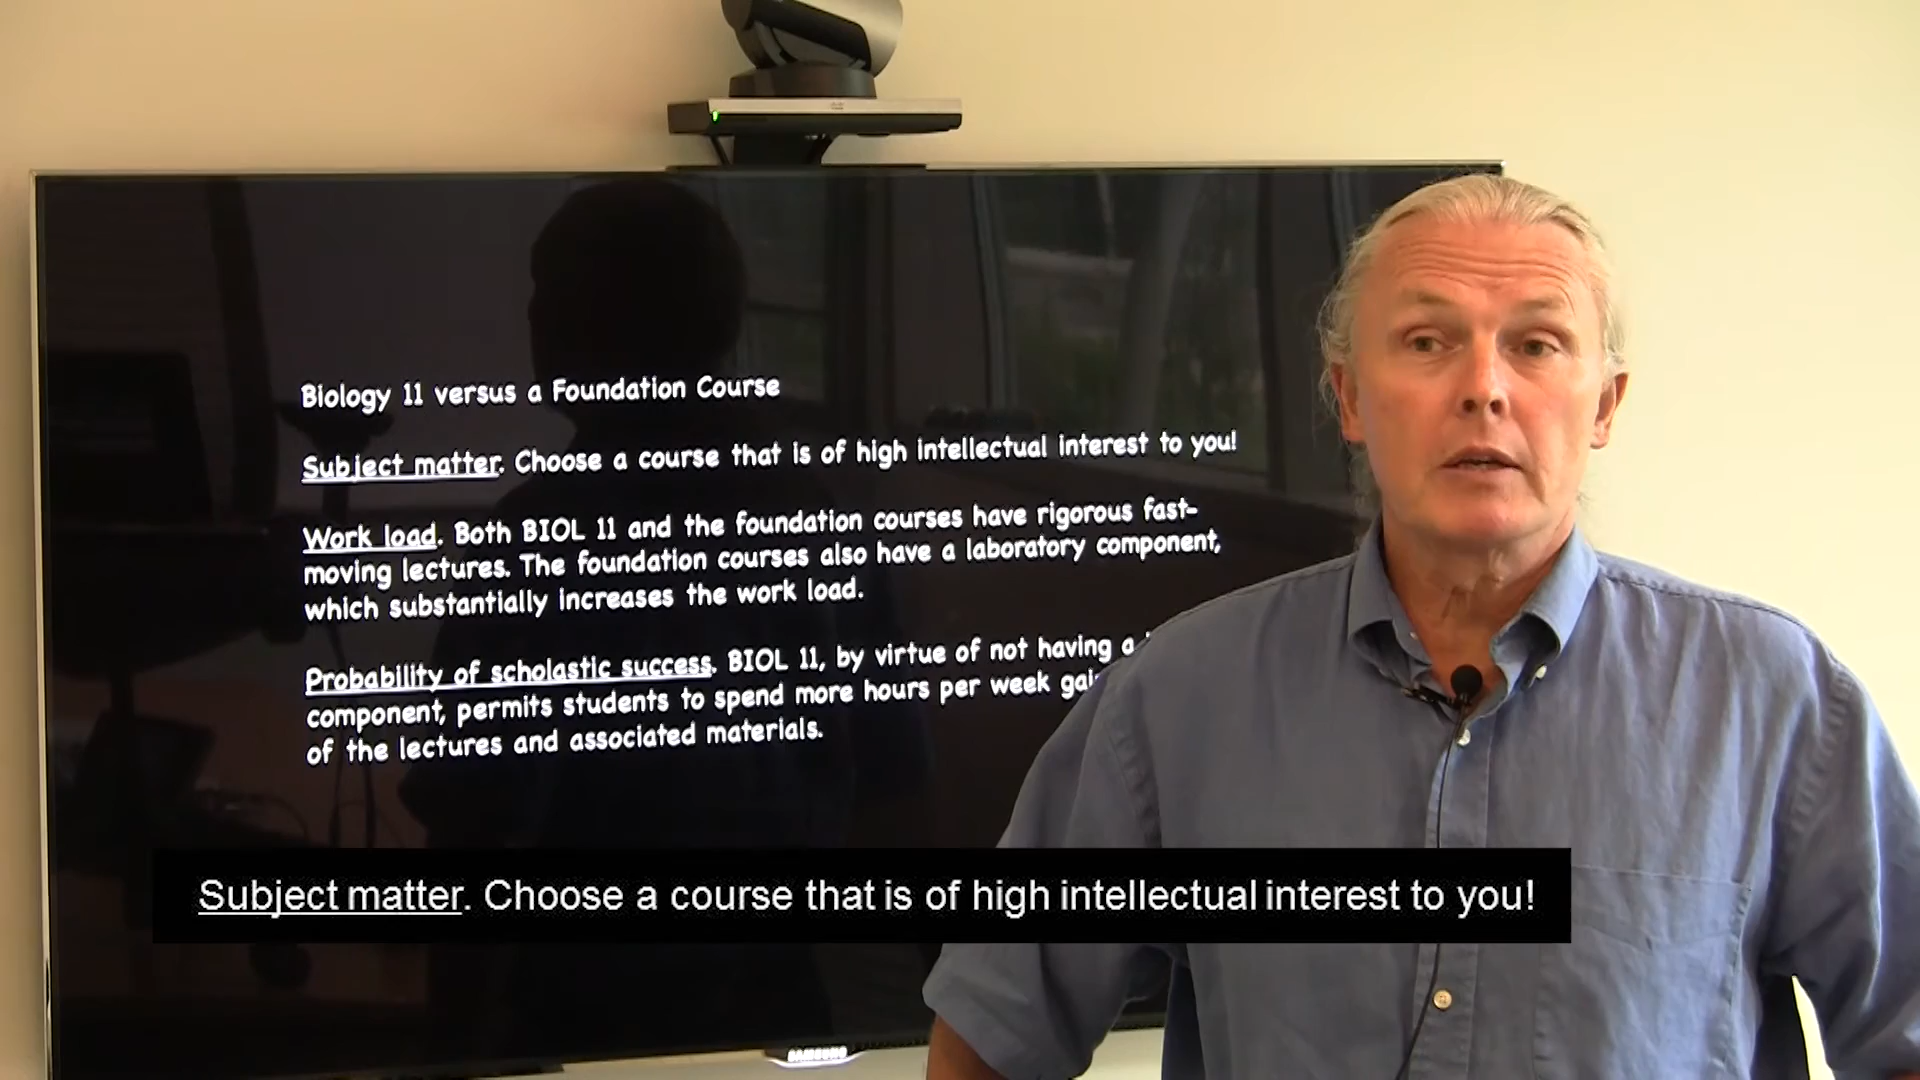 Biology 11 versus a Foundation Course
Subject matter. Choose a course that is of high intellectual interest to you!
Work load. Both BIOL 11 and the foundation courses have rigorous fast-
moving lectures. The foundation courses also have a laboratory component,
which substantially increases the work load.
Probability of scholastic success. BIOL 11, by virtue of not having a
component, permits students to spend more hours per week
of the lectures and associated materials.
Subject matter. Choose a course that is of high intellectual interest to you!
SAMSUNG